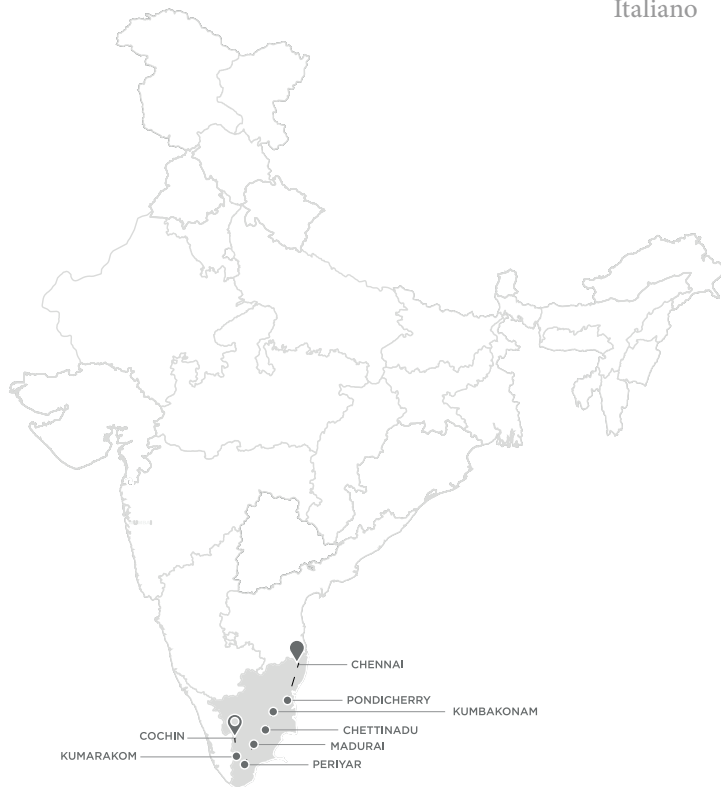 Italiano
CHENNAI
PONDICHERRY
KUMBAKONAM
CHETTINADU
COCHIN
MADURAI
KUMARAKOM
PERIYAR